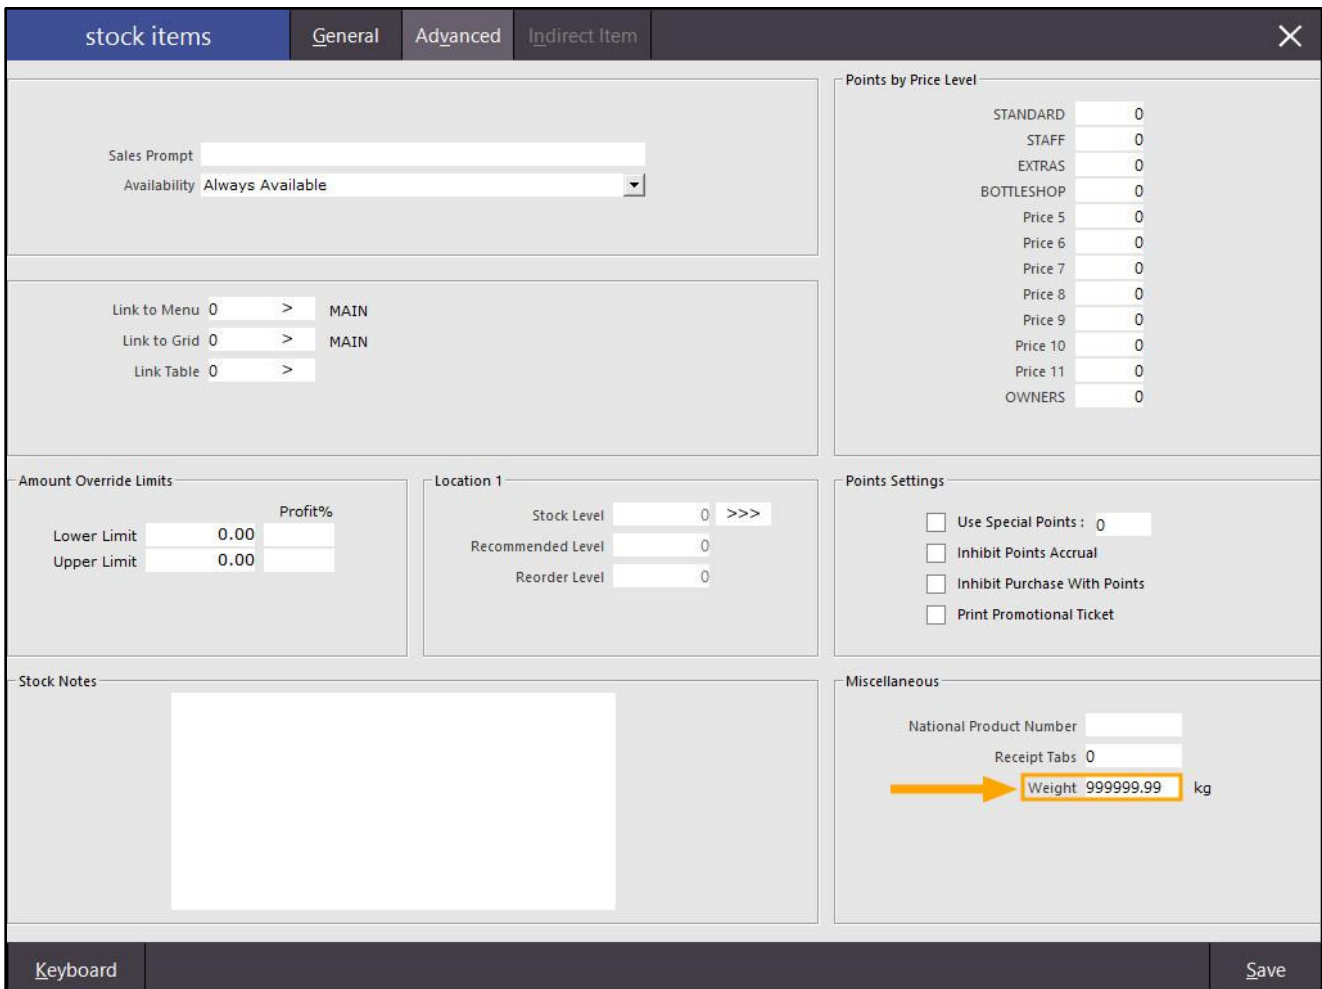 stock items General Advanced Indirect Item
Sales Prompt
Availability Always Available
Link to Menu 0 > MAIN
Link to Grid 0 > MAIN
Link Table 0 >
Points by Price Level
STANDARD 0
STAFF 0
EXTRAS 0
BOTTLESHOP 0
Price 5 0
Price 6 0
Price 7 0
Price 8 0
Price 9 0
Price 10 0
Price 11 0
OWNERS 0
Amount Override Limits
Profit%
Lower Limit 0.00
Upper Limit 0.00
Location 1
Stock Level 0 >>>
Recommended Level 0
Reorder Level 0
Points Settings
Use Special Points : 0
Inhibit Points Accrual
Inhibit Purchase With Points
Print Promotional Ticket
Stock Notes
Miscellaneous
National Product Number
Receipt Tabs 0
Weight 999999.99 kg
Keyboard Save